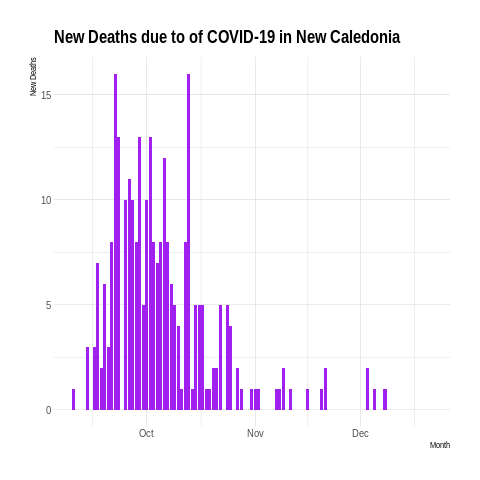 New Deaths due to of COVID-19 in New Caledonia
New Deaths
15
10
5
0
Oct Nov Dec
Month